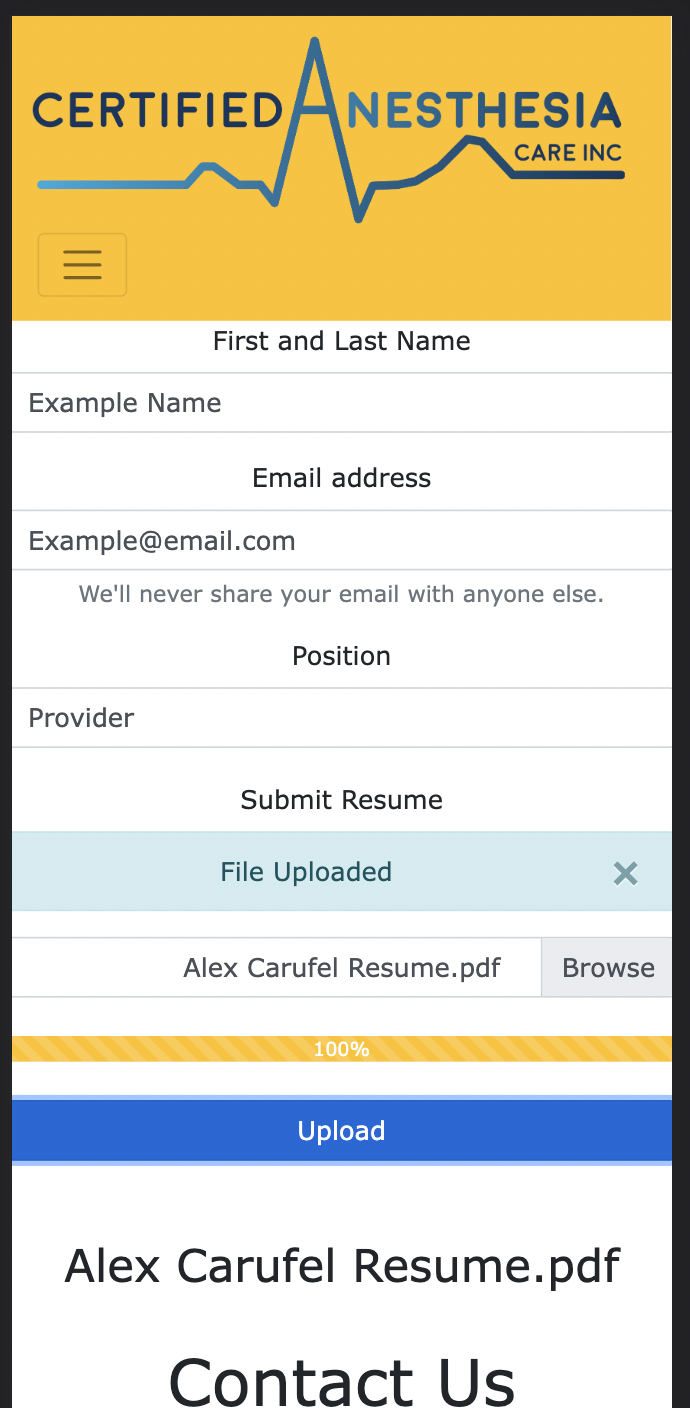 CERTIFIED ANESTHESIA
CARE INC
First and Last Name
Example Name
Email address
Example@email.com
We'll never share your email with anyone else.
Position
Provider
Submit Resume
File Uploaded ×
Alex Carufel Resume.pdf Browse
100%
Upload
Alex Carufel Resume.pdf
Contact Us